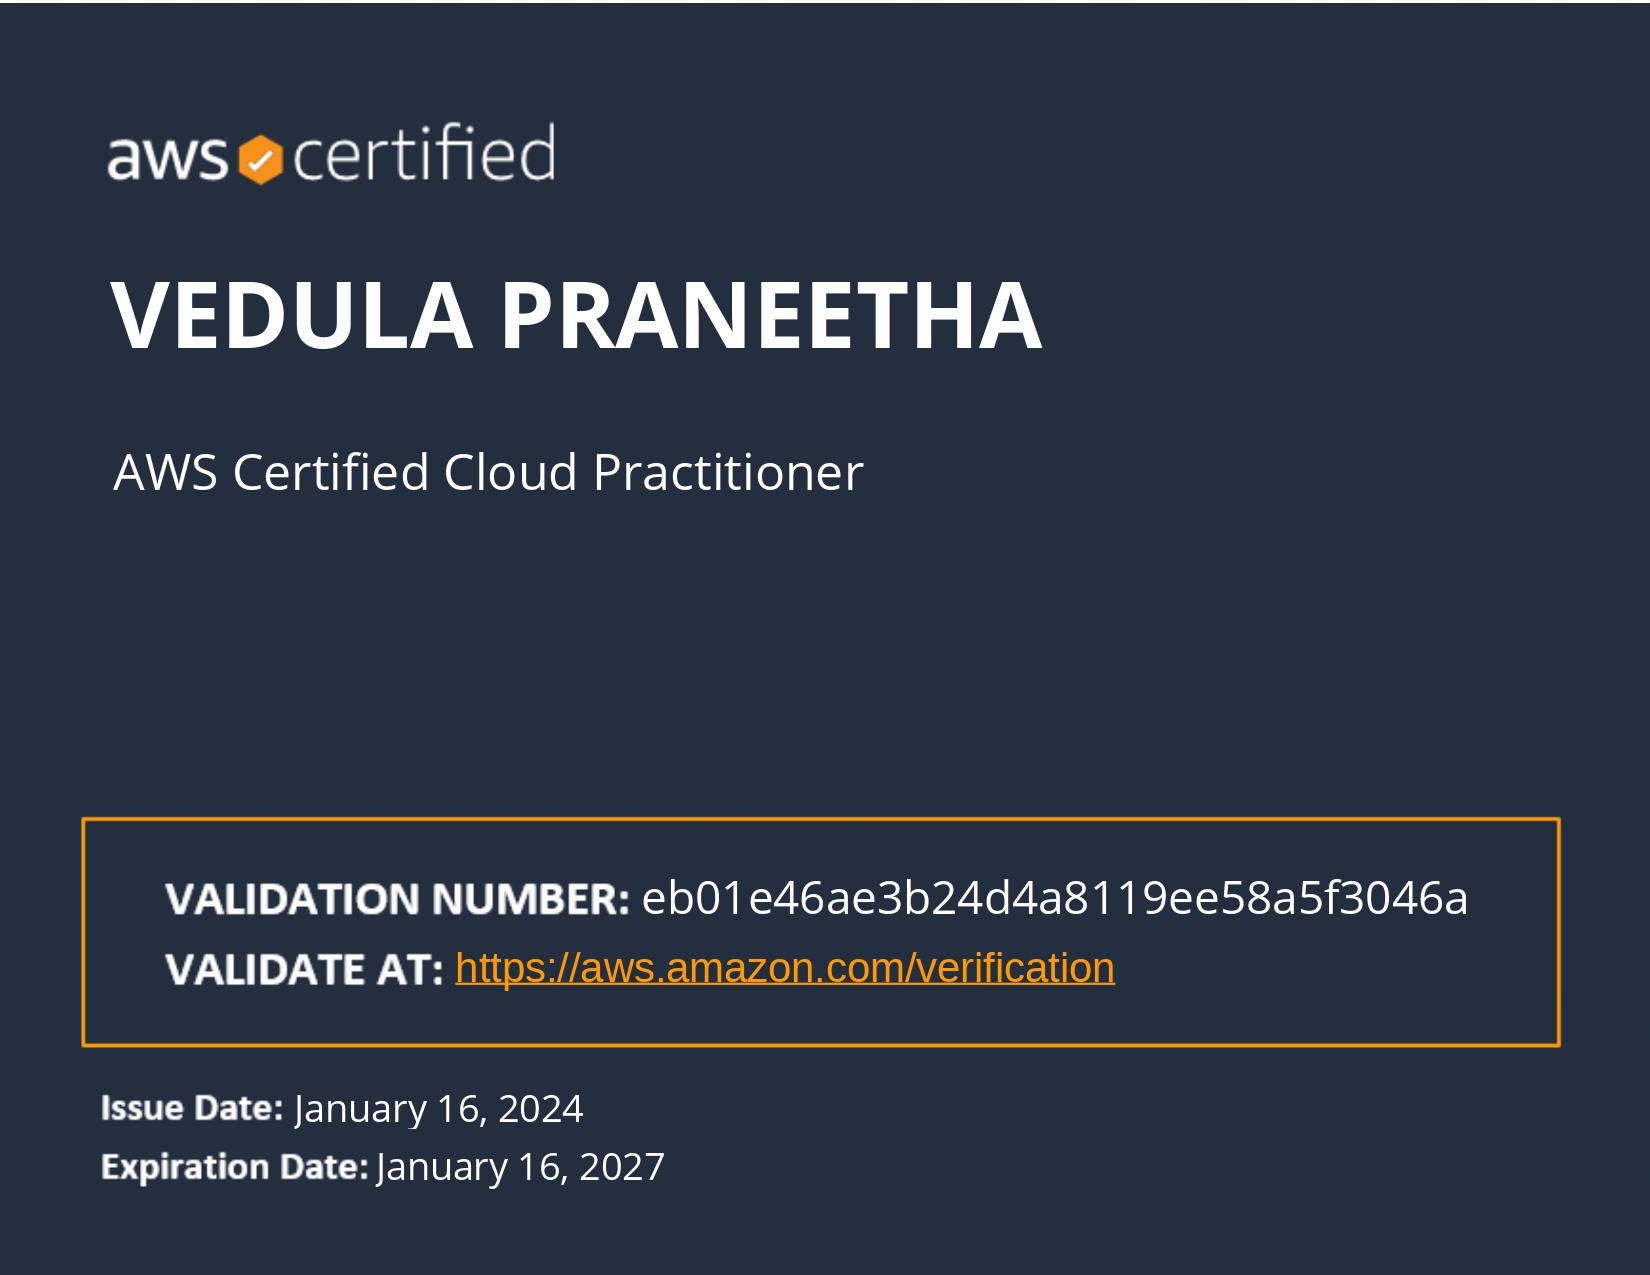 aws certified
VEDULA PRANEETHA
AWS Certified Cloud Practitioner
VALIDATION NUMBER: eb01e46ae3b24d4a8119ee58a5f3046a
VALIDATE AT: https://aws.amazon.com/verification
Issue Date: January 16, 2024
Expiration Date: January 16, 2027